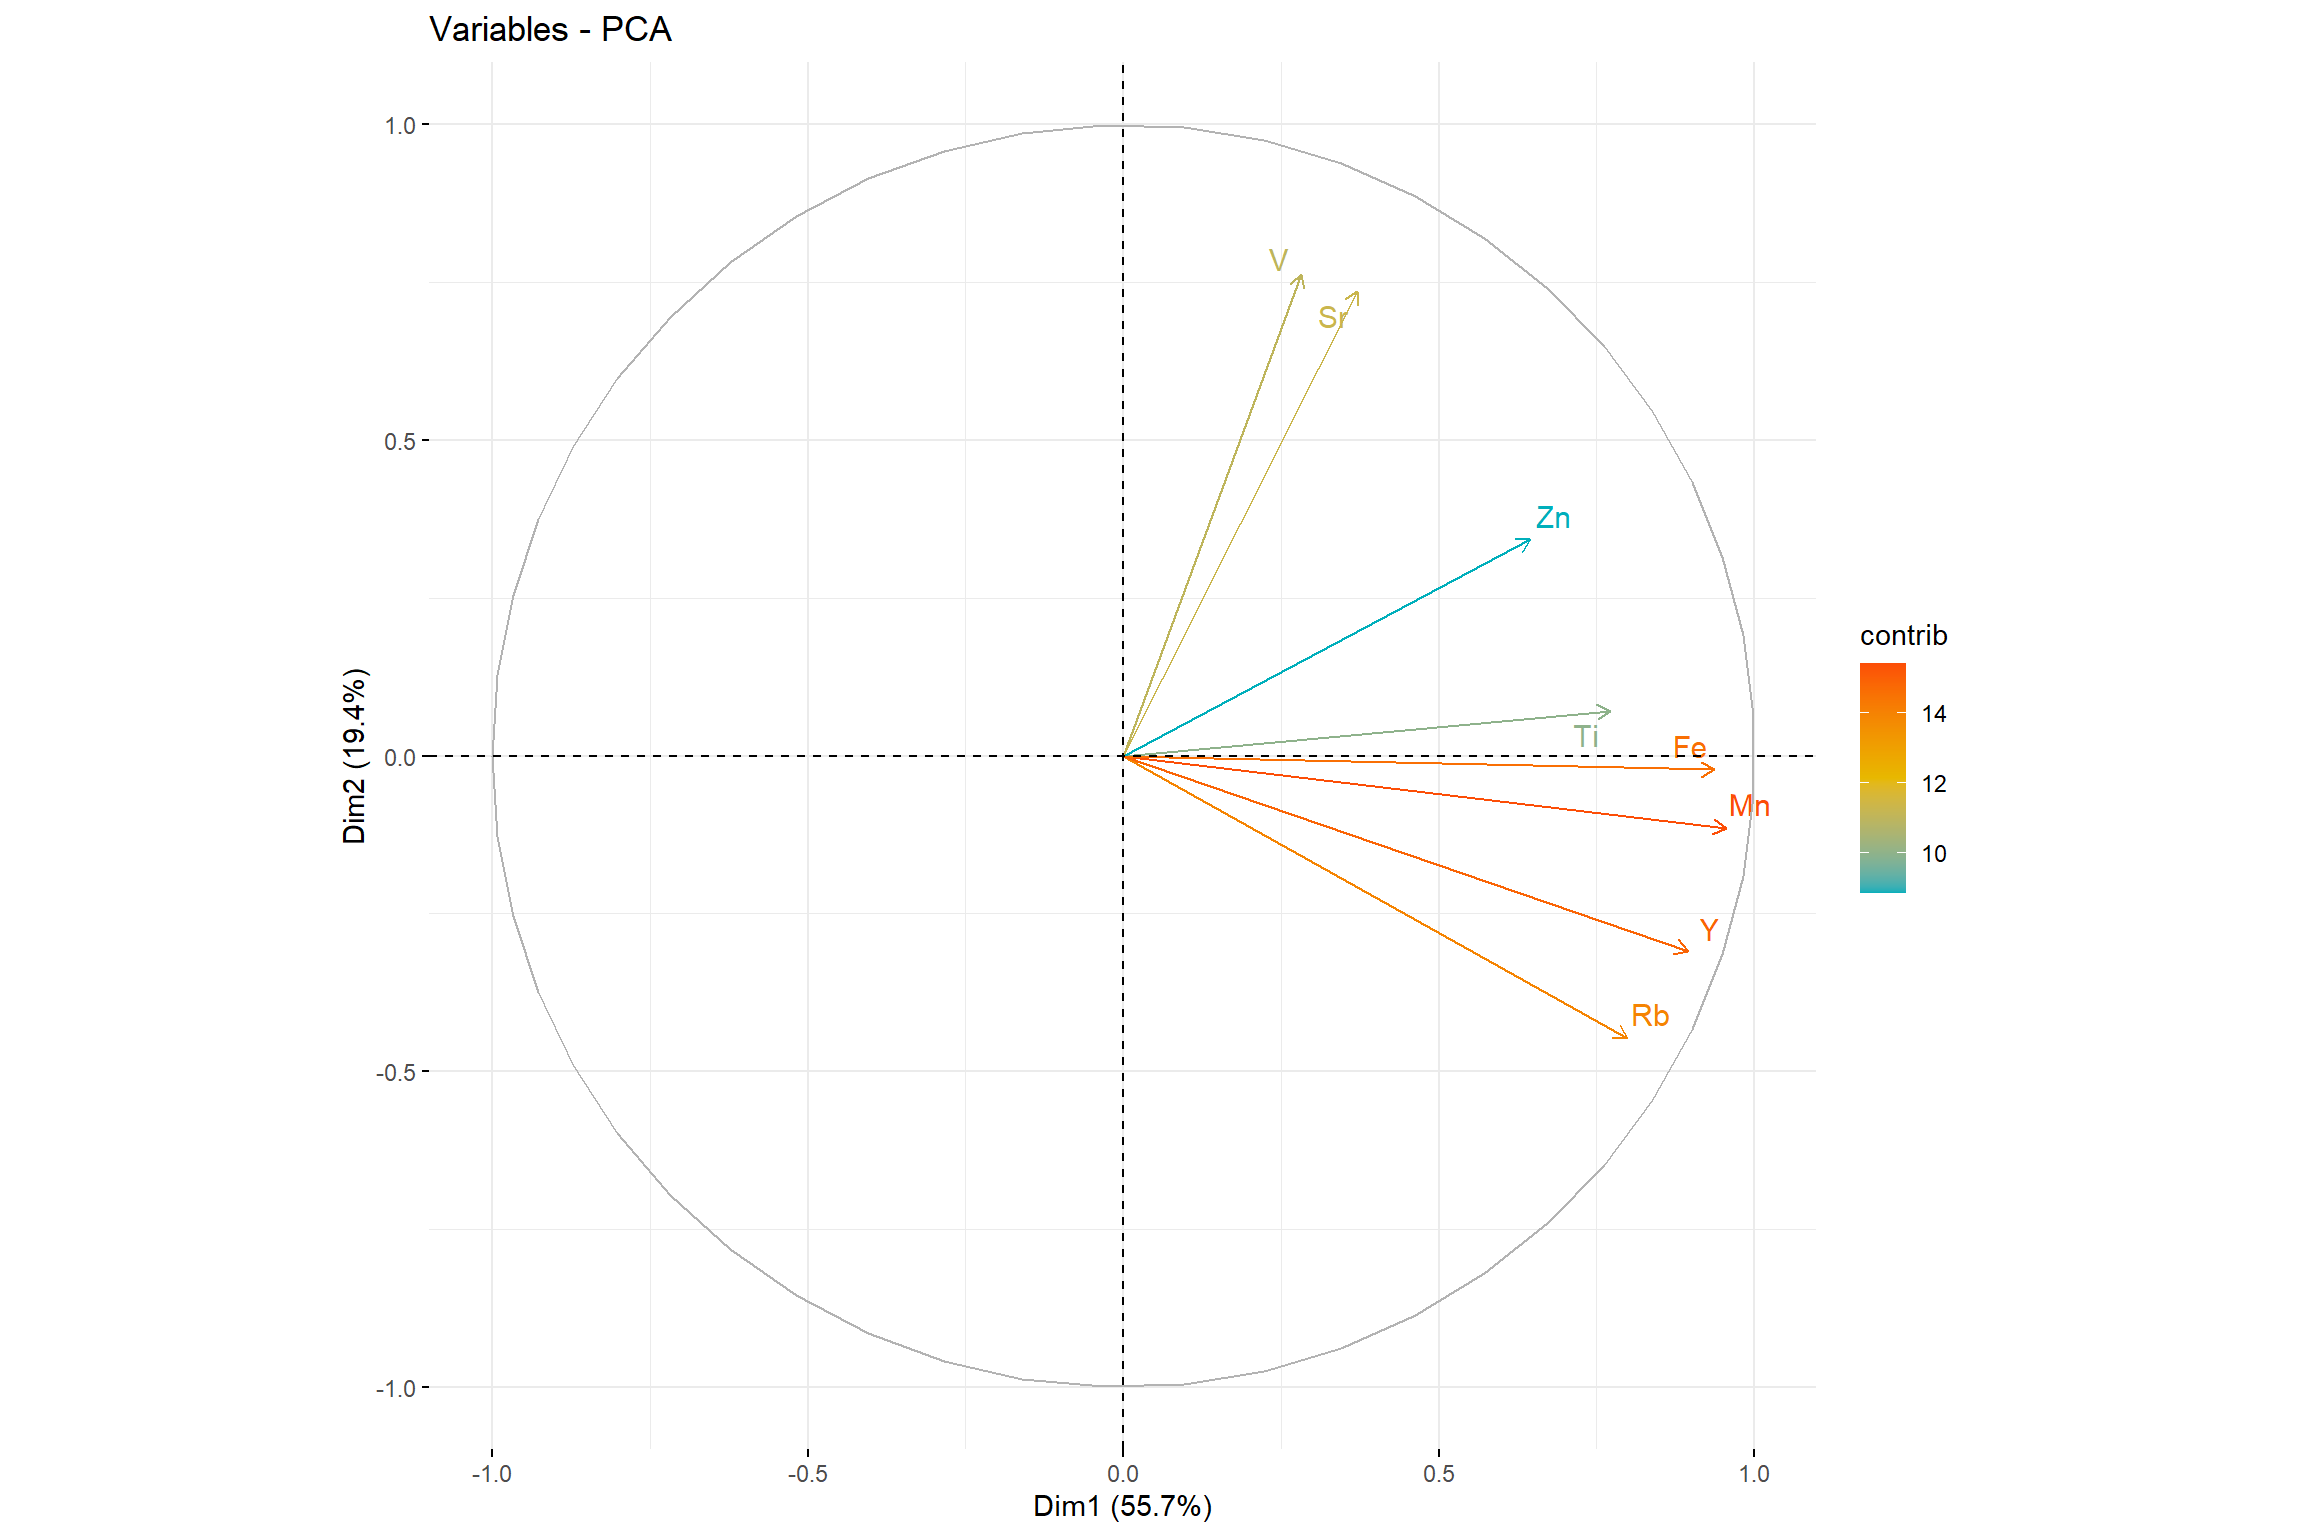 Variables - PCA
1.0
0.5
0.0
-0.5
-1.0
Dim2 (19.4%)
V
Sr
Zn
Ti
Fe
Mn
Y
Rb
-1.0
-0.5
0.0
0.5
1.0
Dim1 (55.7%)
contrib
14
12
10